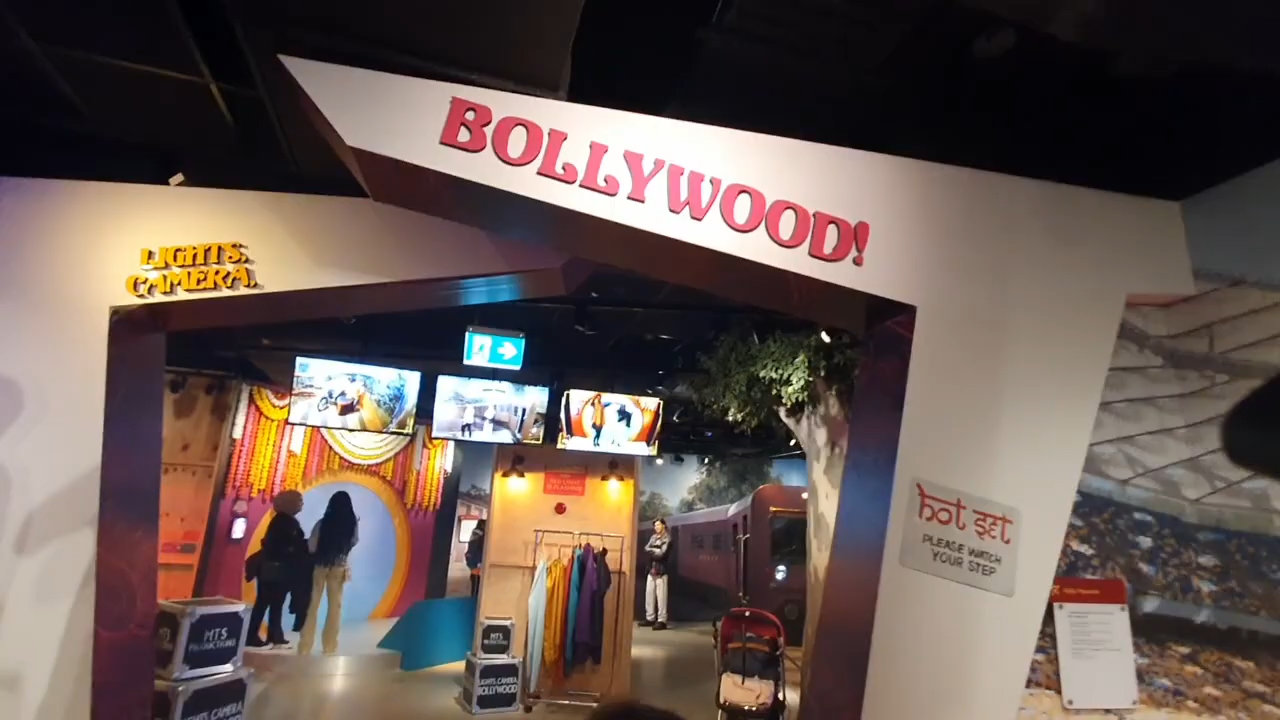 BOLLYWOOD!
LIGHTS,
CAMERA,
hot set
PLEASE WATCH
YOUR STEP
MTS
PRODUCTIONS
MTS
PRODUCTIONS
LIGHTS, CAMERA,
BOLLYWOOD
LIGHTS, CAMERA,